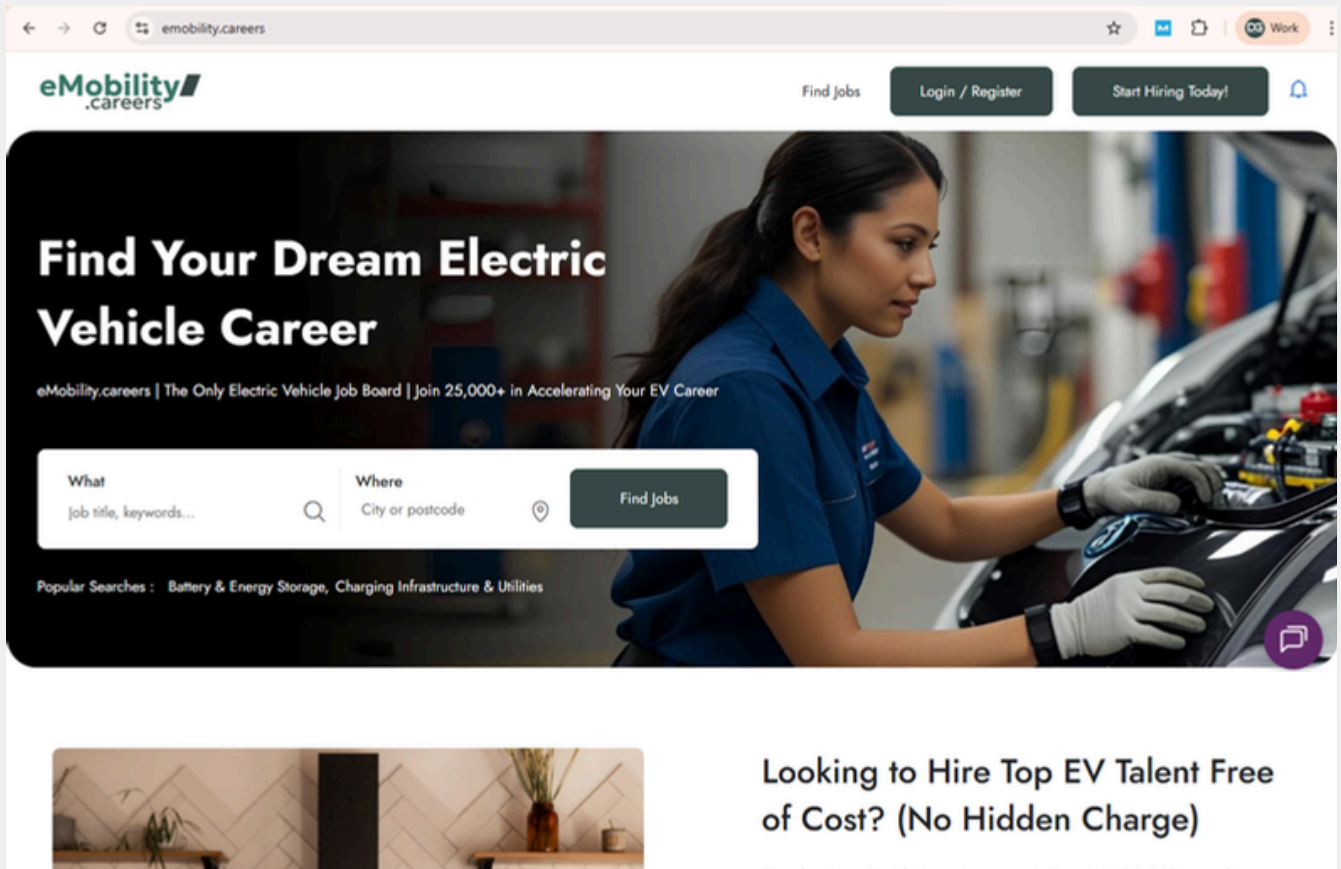 emobility.careers
Work
eMobility
.careers
Find Jobs
Login / Register
Start Hiring Today!
Find Your Dream Electric
Vehicle Career
eMobility.careers | The Only Electric Vehicle Job Board | Join 25,000+ in Accelerating Your EV Career
What
Job title, keywords...
Where
City or postcode
Find Jobs
Popular Searches : Battery & Energy Storage, Charging Infrastructure & Utilities
Looking to Hire Top EV Talent Free
of Cost? (No Hidden Charge)